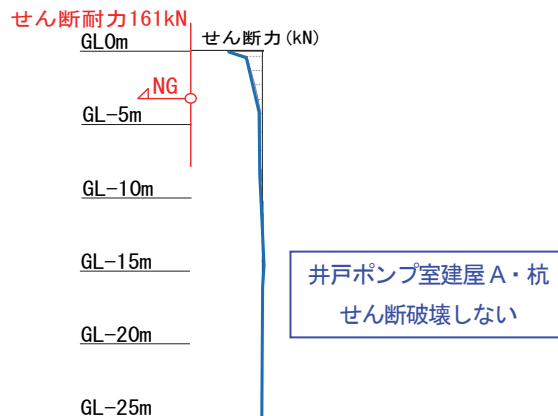 せん断耐力161kN
GL0m
せん断力(kN)
NG
GL-5m
GL-10m
GL-15m
井戸ポンプ室建屋A・杭
せん断破壊しない
GL-20m
GL-25m